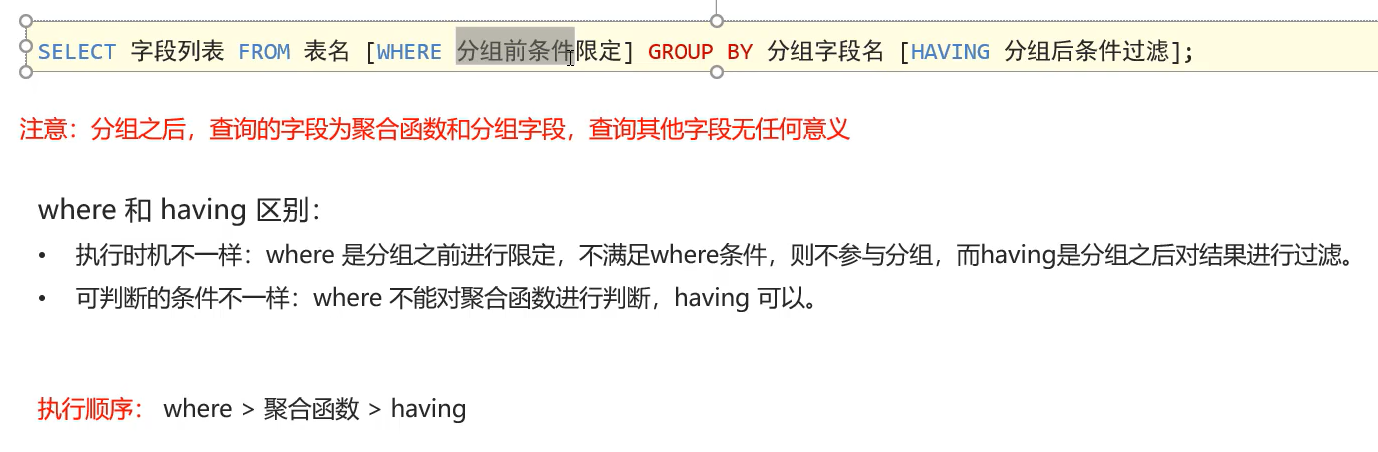 SELECT 字段列表 FROM 表名 [WHERE 分组前条件限定] GROUP BY 分组字段名 [HAVING 分组后条件过滤];
注意：分组之后，查询的字段为聚合函数和分组字段，查询其他字段无任何意义
where 和 having 区别：
• 执行时机不一样：where 是分组之前进行限定，不满足where条件，则不参与分组，而having是分组之后对结果进行过滤。
• 可判断的条件不一样：where 不能对聚合函数进行判断，having 可以。
执行顺序： where > 聚合函数 > having